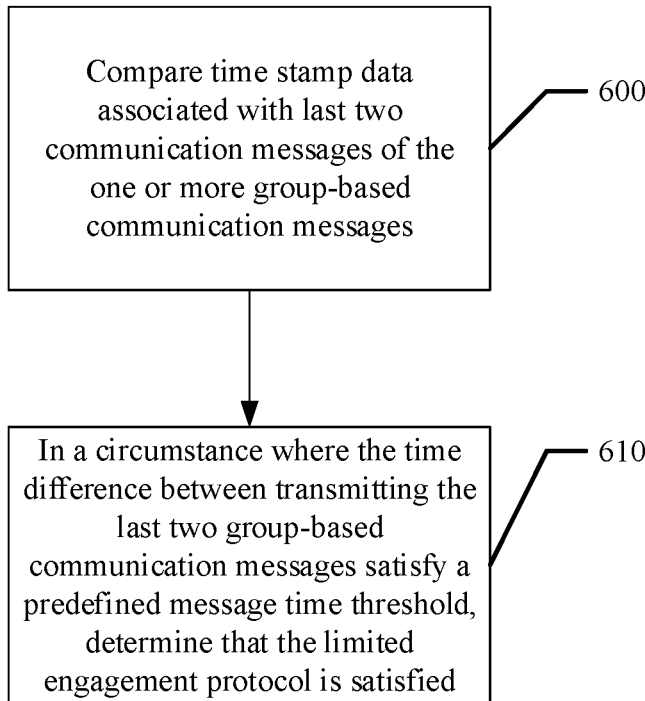 Compare time stamp data
associated with last two
communication messages of the
one or more group-based
communication messages
600
In a circumstance where the time
difference between transmitting the
last two group-based
communication messages satisfy a
predefined message time threshold,
determine that the limited
engagement protocol is satisfied
610